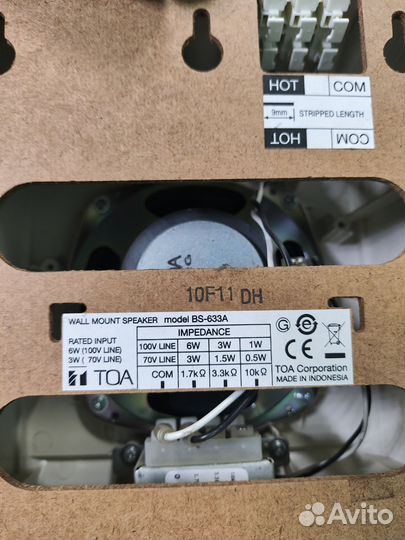 HOT COM
9mm STRIPPED LENGTH
HOT COM
10F11 DH
WALL MOUNT SPEAKER model BS-633A
RATED INPUT
6W (100V LINE)
3W ( 70V LINE)
IMPEDANCE
100V LINE 6W 3W 1W
70V LINE 3W 1.5W 0.5W
COM 1.7kΩ 3.3kΩ 10kΩ
TOA
CE
TOA Corporation
MADE IN INDONESIA
Avito